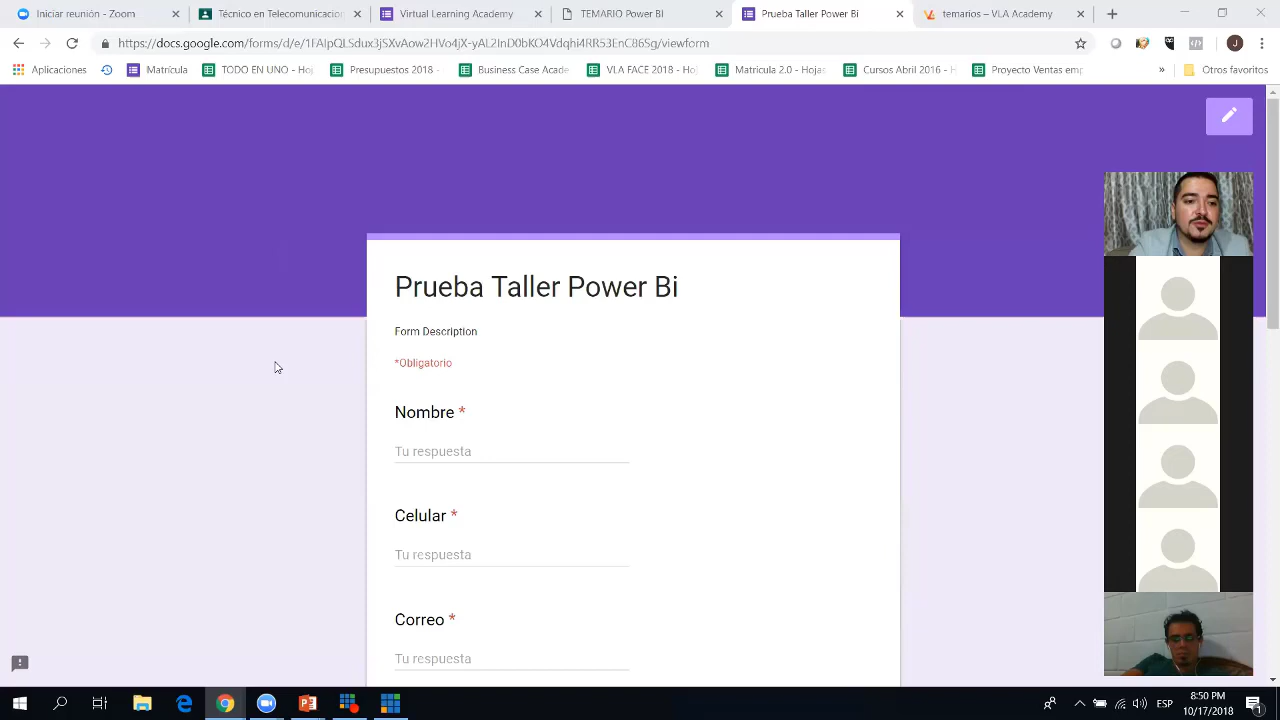 Iniciar reunión - Zoom
Técnico en Telecomunicacio
Virtual Learning Academy
TEMARIO Power BI
Prueba Taller Power Bi
temarios – VLA Academy
Aplicaciones
Matrícula
TODO EN UNO - Hoj
Presupuestos 2018 -
Business Case Acade
VLA FACE 2018 - Hoj
Matricula 2.0 - Hojas
Cursos Abril 2016 - H
Proyecto Ventas emp
»
Otros favoritos
Prueba Taller Power Bi
Form Description
*Obligatorio
Nombre *
Tu respuesta
Celular *
Tu respuesta
Correo *
Tu respuesta
ESP
8:50 PM
10/17/2018